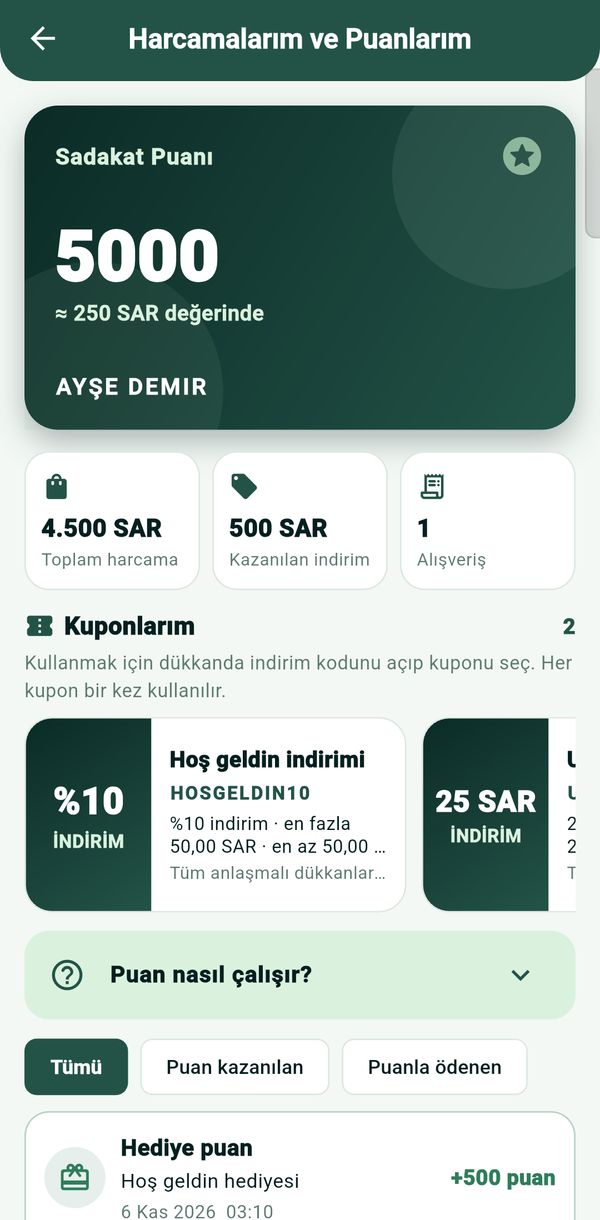 Harcamalarım ve Puanlarım
Sadakat Puanı
5000
≈ 250 SAR değerinde
AYŞE DEMIR
4.500 SAR
Toplam harcama
500 SAR
Kazanılan indirim
1
Alışveriş
Kuponlarım
2
Kullanmak için dükkanda indirim kodunu açıp kuponu seç. Her
kupon bir kez kullanılır.
%10
İNDİRİM
Hoş geldin indirimi
HOSGELDIN10
%10 indirim · en fazla
50,00 SAR · en az 50,00 ...
Tüm anlaşmalı dükkanlar...
25 SAR
İNDİRİM
2
2
T
Puan nasıl çalışır?
Tümü
Puan kazanılan
Puanla ödenen
Hediye puan
Hoş geldin hediyesi
+500 puan
6 Kas 2026 03:10